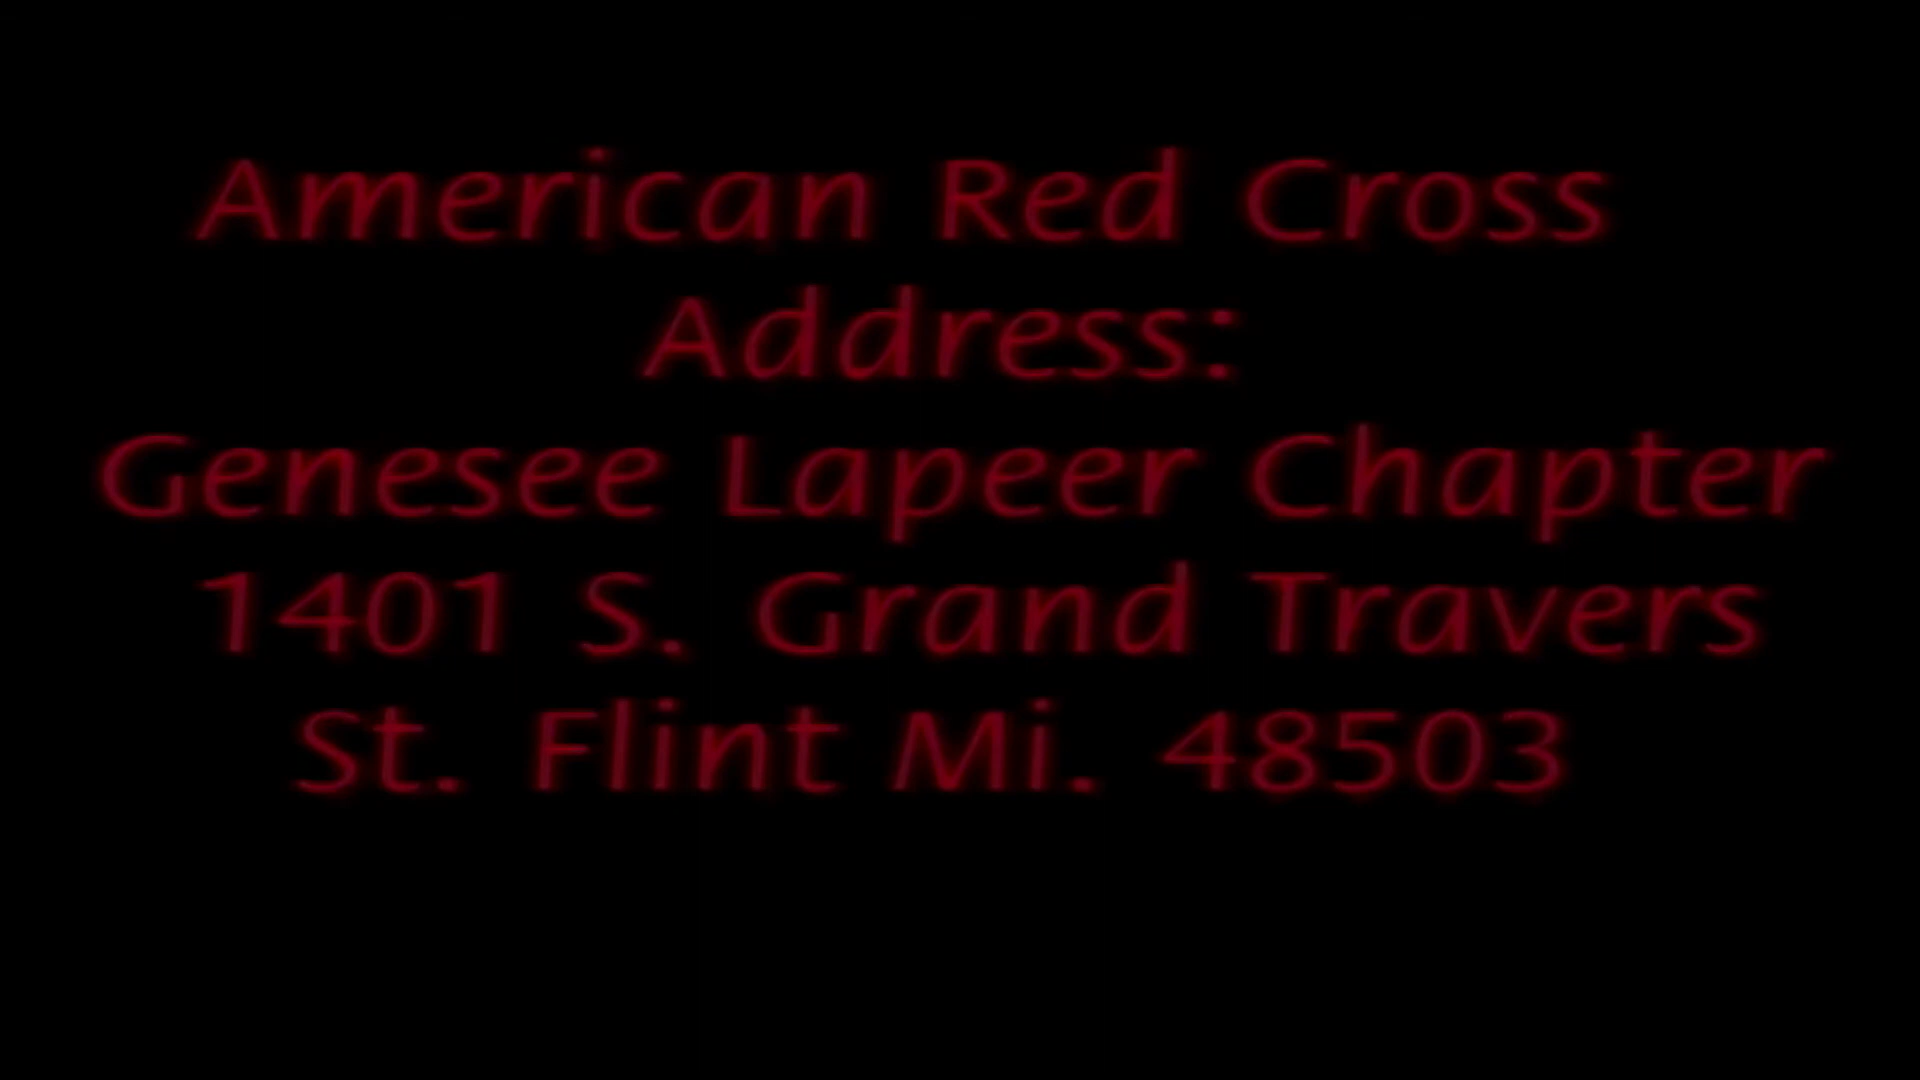 American Red Cross
Address:
Genesee Lapeer Chapter
1401 S. Grand Travers
St. Flint Mi. 48503